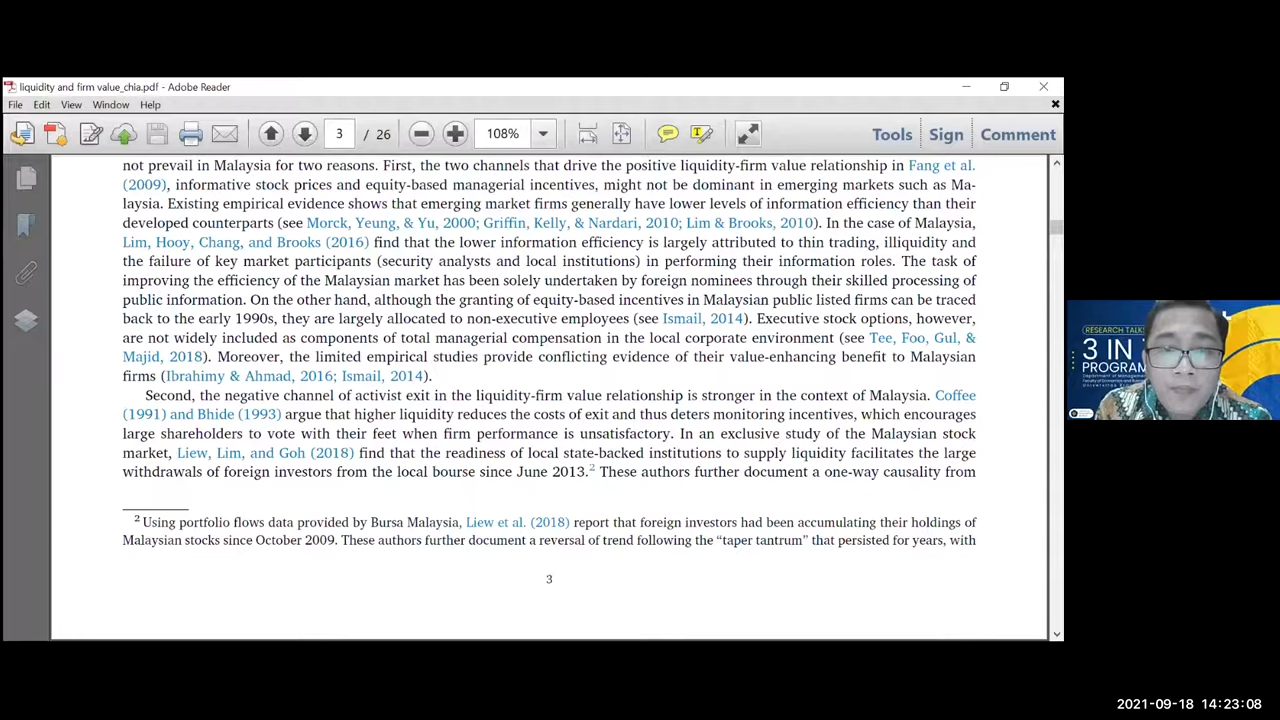 liquidity and firm value_chia.pdf - Adobe Reader
File Edit View Window Help
3 / 26 108% Tools Sign Comment
not prevail in Malaysia for two reasons. First, the two channels that drive the positive liquidity-firm value relationship in Fang et al.
(2009), informative stock prices and equity-based managerial incentives, might not be dominant in emerging markets such as Ma-
laysia. Existing empirical evidence shows that emerging market firms generally have lower levels of information efficiency than their
developed counterparts (see Morck, Yeung, & Yu, 2000; Griffin, Kelly, & Nardari, 2010; Lim & Brooks, 2010). In the case of Malaysia,
Lim, Hooy, Chang, and Brooks (2016) find that the lower information efficiency is largely attributed to thin trading, illiquidity and
the failure of key market participants (security analysts and local institutions) in performing their information roles. The task of
improving the efficiency of the Malaysian market has been solely undertaken by foreign nominees through their skilled processing of
public information. On the other hand, although the granting of equity-based incentives in Malaysian public listed firms can be traced
back to the early 1990s, they are largely allocated to non-executive employees (see Ismail, 2014). Executive stock options, however,
are not widely included as components of total managerial compensation in the local corporate environment (see Tee, Foo, Gul, &
Majid, 2018). Moreover, the limited empirical studies provide conflicting evidence of their value-enhancing benefit to Malaysian
firms (Ibrahimy & Ahmad, 2016; Ismail, 2014).
Second, the negative channel of activist exit in the liquidity-firm value relationship is stronger in the context of Malaysia. Coffee
(1991) and Bhide (1993) argue that higher liquidity reduces the costs of exit and thus deters monitoring incentives, which encourages
large shareholders to vote with their feet when firm performance is unsatisfactory. In an exclusive study of the Malaysian stock
market, Liew, Lim, and Goh (2018) find that the readiness of local state-backed institutions to supply liquidity facilitates the large
withdrawals of foreign investors from the local bourse since June 2013.2 These authors further document a one-way causality from
2 Using portfolio flows data provided by Bursa Malaysia, Liew et al. (2018) report that foreign investors had been accumulating their holdings of
Malaysian stocks since October 2009. These authors further document a reversal of trend following the “taper tantrum” that persisted for years, with
3
RESEARCH TALKS
3 IN
PROGRAM
2021-09-18 14:23:08